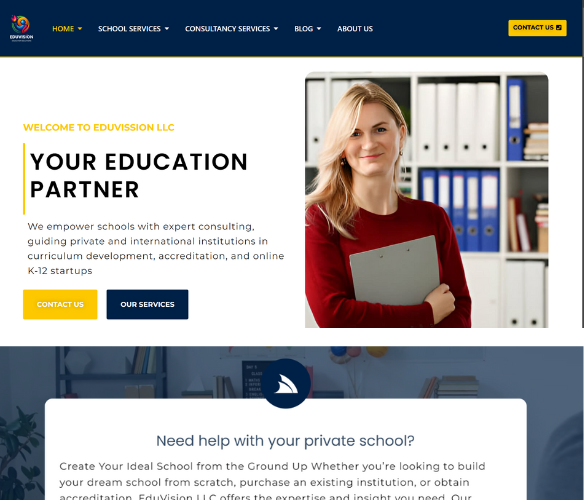 EDUVISION
HOME
SCHOOL SERVICES
CONSULTANCY SERVICES
BLOG
ABOUT US
CONTACT US
WELCOME TO EDUVISSION LLC
YOUR EDUCATION
PARTNER
We empower schools with expert consulting,
guiding private and international institutions in
curriculum development, accreditation, and online
K-12 startups
CONTACT US
OUR SERVICES
Need help with your private school?
Create Your Ideal School from the Ground Up Whether you're looking to build
your dream school from scratch, purchase an existing institution, or obtain
accreditation, EduVision LLC offers the expertise and insight you need. Our